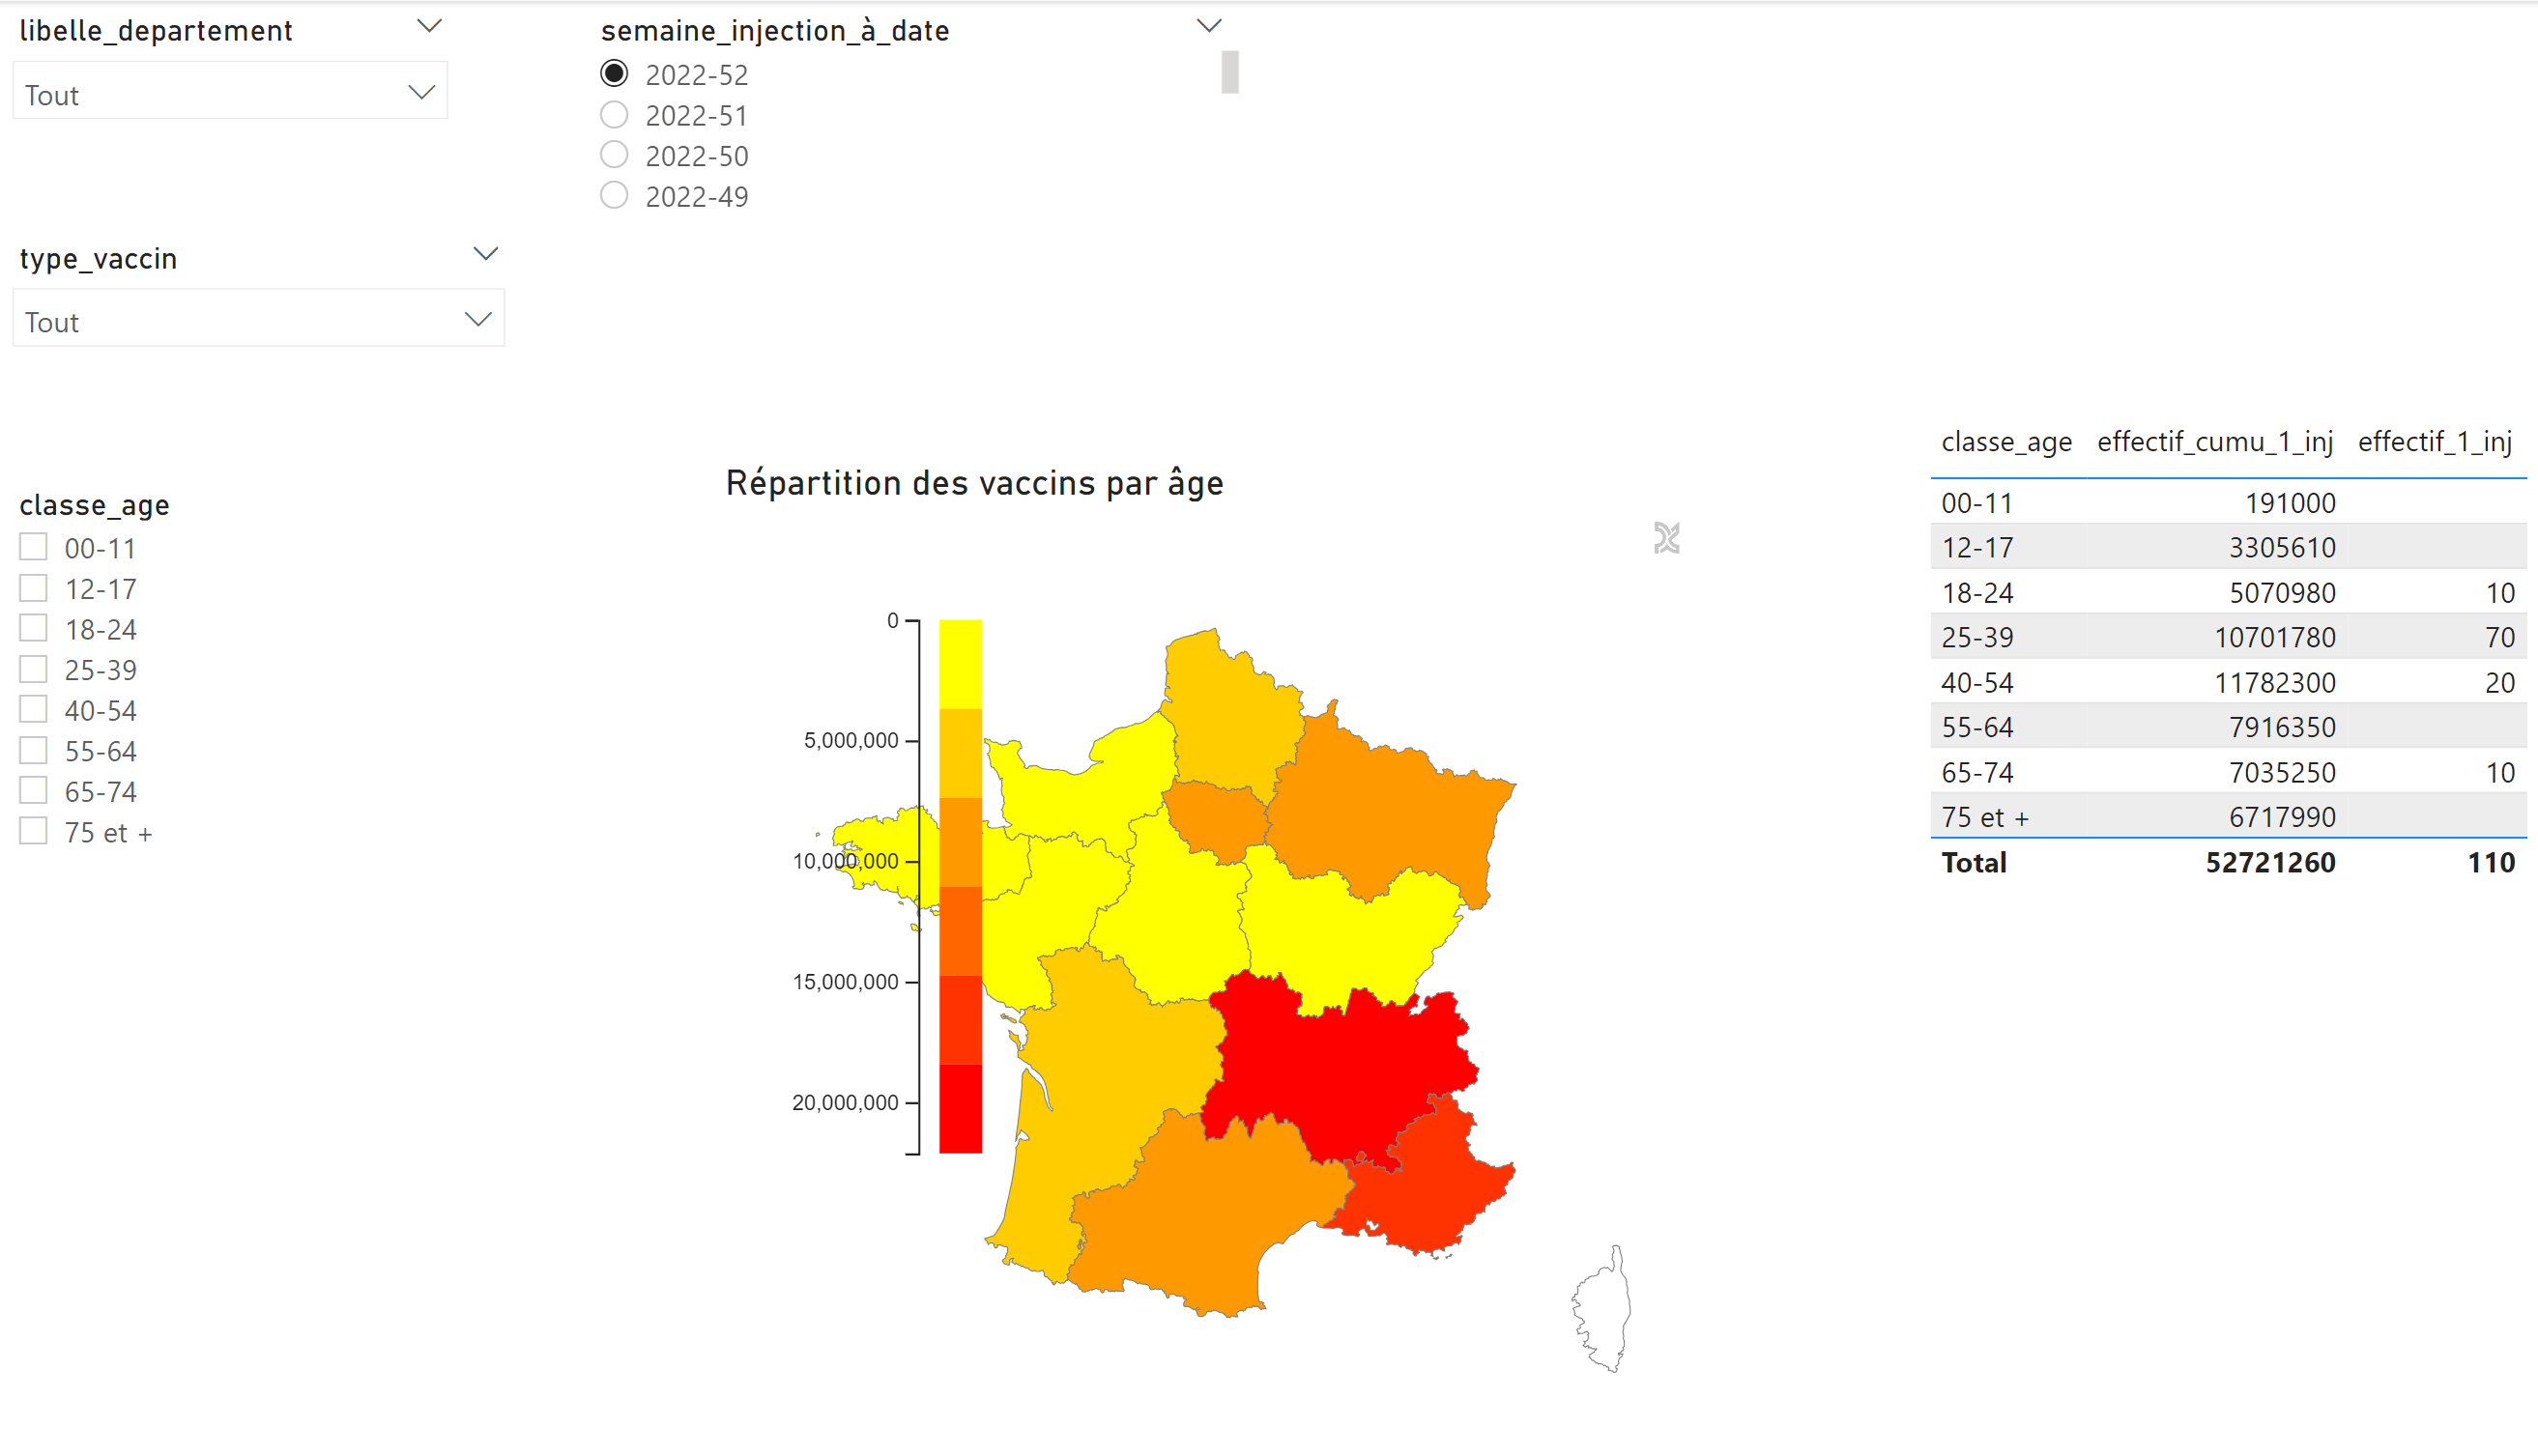 libelle_departement
Tout
semaine_injection_à_date
2022-52
2022-51
2022-50
2022-49
type_vaccin
Tout
classe_age
00-11
12-17
18-24
25-39
40-54
55-64
65-74
75 et +
Répartition des vaccins par âge
0
5,000,000
10,000,000
15,000,000
20,000,000
classe_age effectif_cumu_1_inj effectif_1_inj
00-11 191000
12-17 3305610
18-24 5070980 10
25-39 10701780 70
40-54 11782300 20
55-64 7916350
65-74 7035250 10
75 et + 6717990
Total 52721260 110